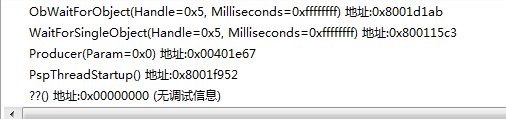 ObWaitForObject(Handle=0x5, Milliseconds=0xffffffff) 地址:0x8001d1ab
WaitForSingleObject(Handle=0x5, Milliseconds=0xffffffff) 地址:0x800115c3
Producer(Param=0x0) 地址:0x00401e67
PspThreadStartup() 地址:0x8001f952
??() 地址:0x00000000 (无调试信息)